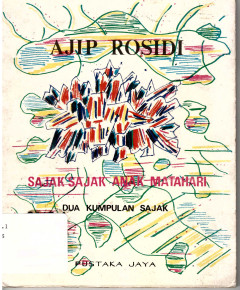 AJIP ROSIDI
SAJAK-SAJAK ANAK MATAHARI
DUA KUMPULAN SAJAK
PUSTAKA JAYA